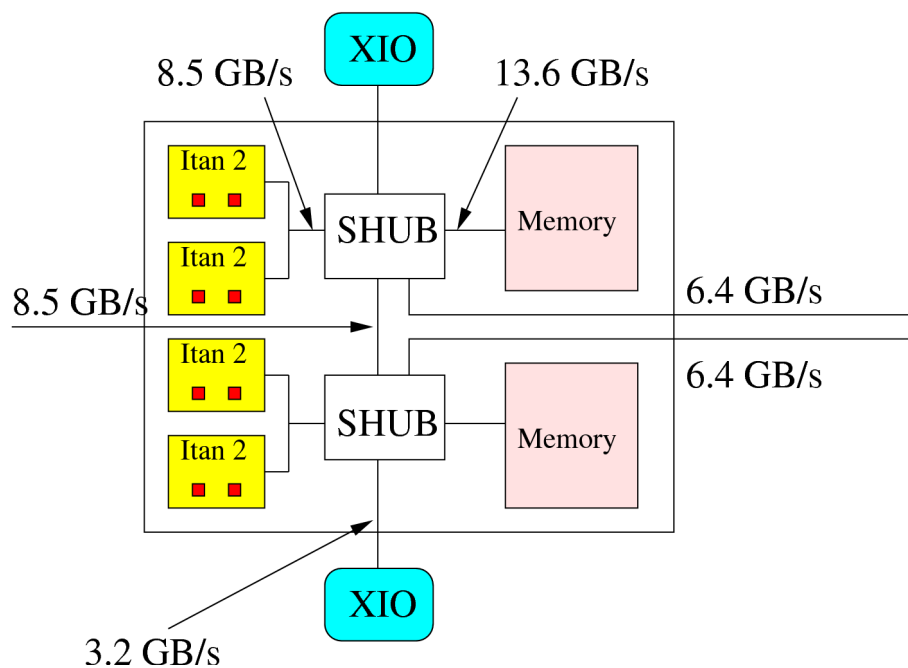 XIO
8.5 GB/s
13.6 GB/s
Itan 2
SHUB
Memory
Itan 2
8.5 GB/s
6.4 GB/s
Itan 2
6.4 GB/s
SHUB
Memory
Itan 2
XIO
3.2 GB/s